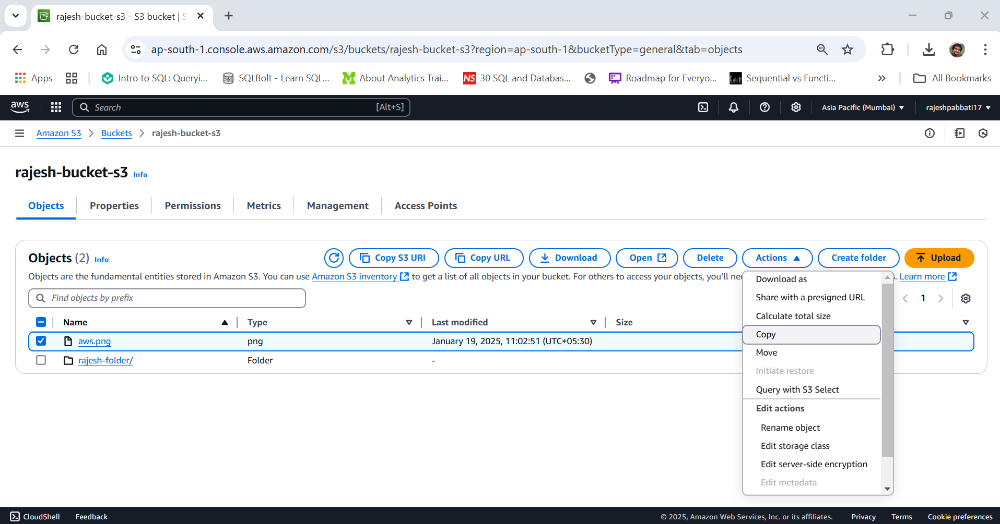 rajesh-bucket-s3 - S3 bucket | S
ap-south-1.console.aws.amazon.com/s3/buckets/rajesh-bucket-s3?region=ap-south-1&bucketType=general&tab=objects
Apps Intro to SQL: Queryi... SQLBolt - Learn SQL... About Analytics Trai... NS 30 SQL and Databas... Roadmap for Everyo... Sequential vs Functi... » All Bookmarks
aws Search [Alt+S] Asia Pacific (Mumbai) rajeshpabbati17
Amazon S3 Buckets rajesh-bucket-s3
rajesh-bucket-s3 Info
Objects Properties Permissions Metrics Management Access Points
Objects (2) Info Copy S3 URI Copy URL Download Open Delete Actions Create folder Upload
Objects are the fundamental entities stored in Amazon S3. You can use Amazon S3 inventory to get a list of all objects in your bucket. For others to access your objects, you'll nee s. Learn more
Find objects by prefix 1
Name Type Last modified Size
aws.png png January 19, 2025, 11:02:51 (UTC+05:30)
rajesh-folder/ Folder -
Download as
Share with a presigned URL
Calculate total size
Copy
Move
Initiate restore
Query with S3 Select
Edit actions
Rename object
Edit storage class
Edit server-side encryption
Edit metadata
CloudShell Feedback © 2025, Amazon Web Services, Inc. or its affiliates. Privacy Terms Cookie preferences